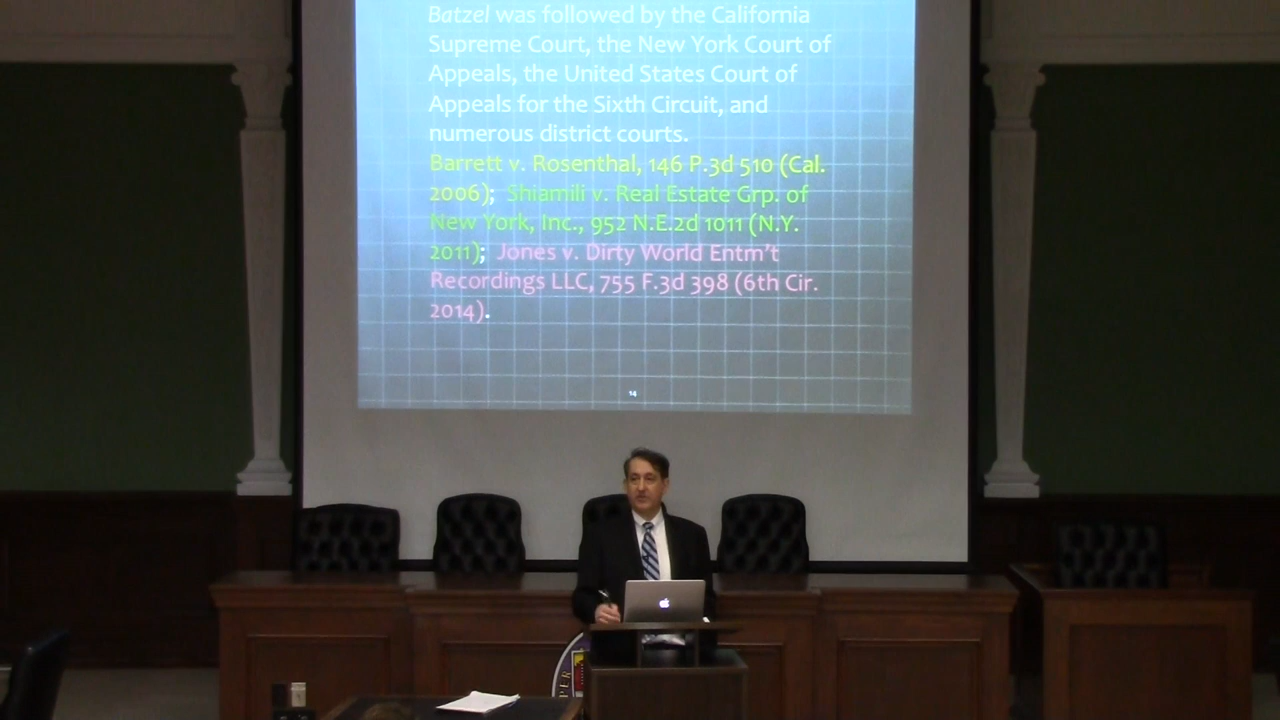 Batzel was followed by the California
Supreme Court, the New York Court of
Appeals, the United States Court of
Appeals for the Sixth Circuit, and
numerous district courts.
Barrett v. Rosenthal, 146 P.3d 510 (Cal.
2006); Shiamili v. Real Estate Grp. of
New York, Inc., 952 N.E.2d 1011 (N.Y.
2011); Jones v. Dirty World Entm't
Recordings LLC, 755 F.3d 398 (6th Cir.
2014).
14